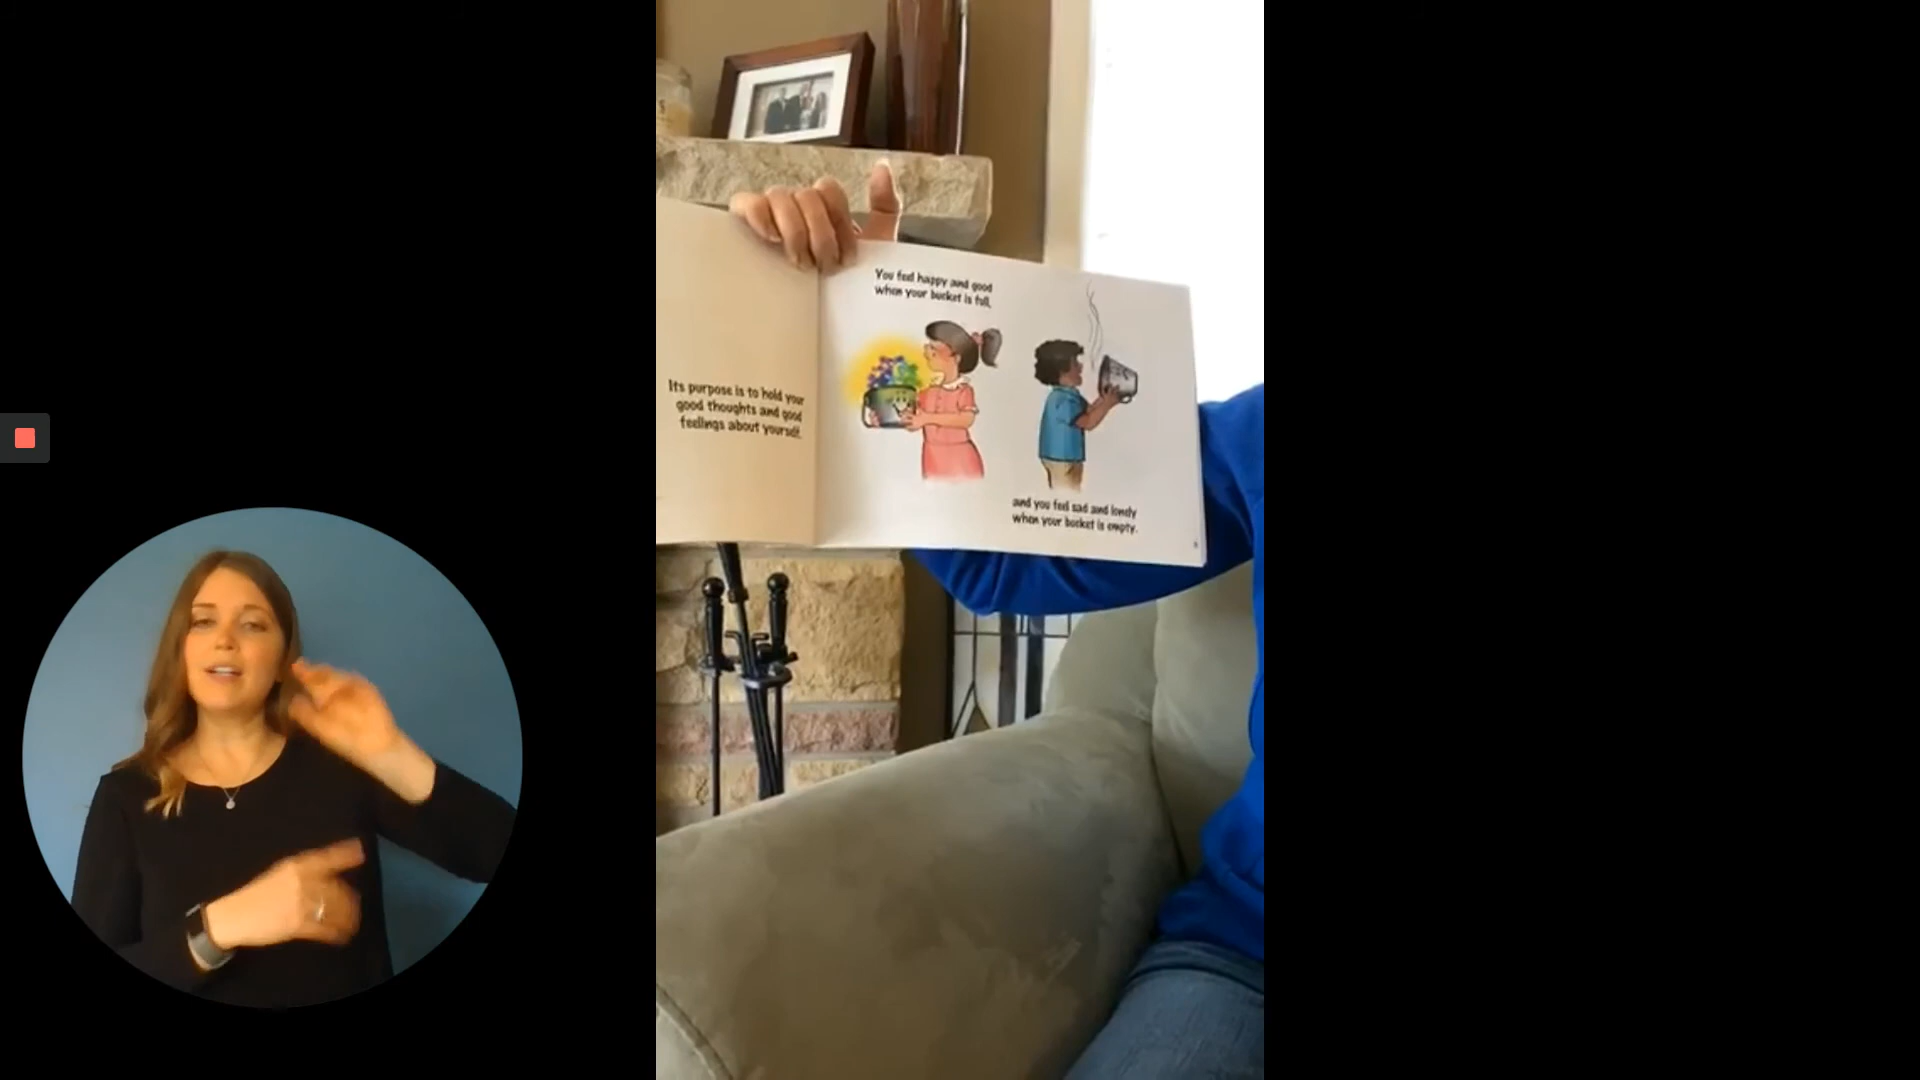 Its purpose is to hold your
good thoughts and good
feelings about yourself.
You feel happy and good
when your bucket is full,
and you feel sad and lonely
when your bucket is empty.